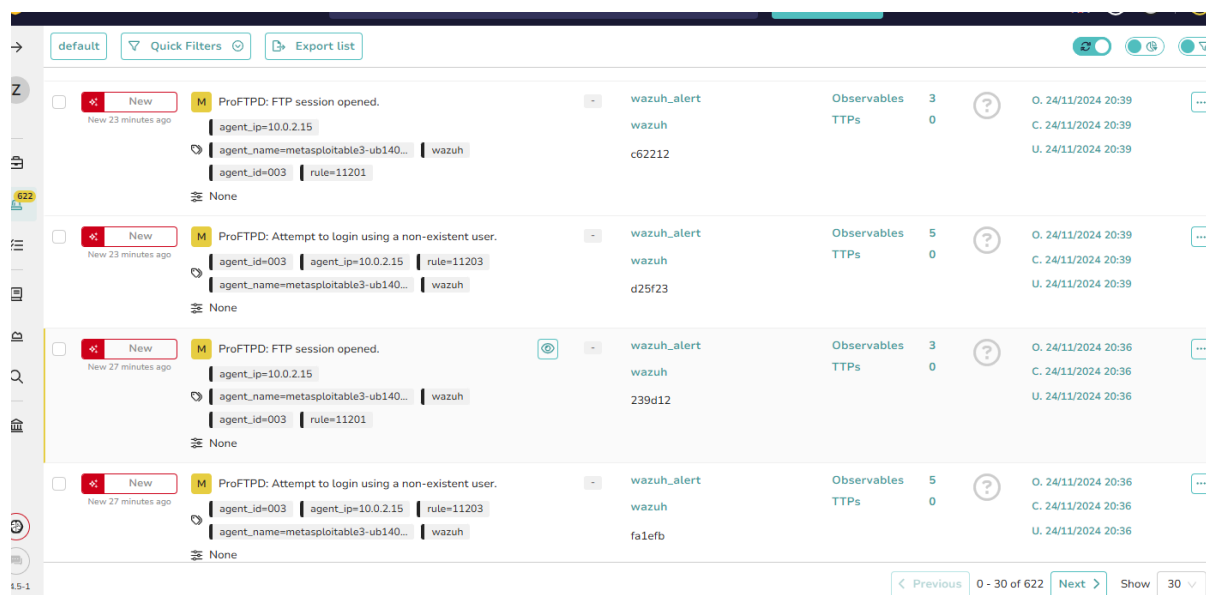 default Quick Filters Export list
Z
New M ProFTPD: FTP session opened. - wazuh_alert Observables 3 ? O. 24/11/2024 20:39
New 23 minutes ago agent_ip=10.0.2.15 wazuh TTPs 0 C. 24/11/2024 20:39
agent_name=metasploitable3-ub140... wazuh c62212 U. 24/11/2024 20:39
agent_id=003 rule=11201
None
622
New M ProFTPD: Attempt to login using a non-existent user. - wazuh_alert Observables 5 ? O. 24/11/2024 20:39
New 23 minutes ago agent_id=003 agent_ip=10.0.2.15 rule=11203 wazuh TTPs 0 C. 24/11/2024 20:39
agent_name=metasploitable3-ub140... wazuh d25f23 U. 24/11/2024 20:39
None
New M ProFTPD: FTP session opened. - wazuh_alert Observables 3 ? O. 24/11/2024 20:36
New 27 minutes ago agent_ip=10.0.2.15 wazuh TTPs 0 C. 24/11/2024 20:36
agent_name=metasploitable3-ub140... wazuh 239d12 U. 24/11/2024 20:36
agent_id=003 rule=11201
None
New M ProFTPD: Attempt to login using a non-existent user. - wazuh_alert Observables 5 ? O. 24/11/2024 20:36
New 27 minutes ago agent_id=003 agent_ip=10.0.2.15 rule=11203 wazuh TTPs 0 C. 24/11/2024 20:36
agent_name=metasploitable3-ub140... wazuh fa1efb U. 24/11/2024 20:36
None
4.5-1 Previous 0 - 30 of 622 Next Show 30